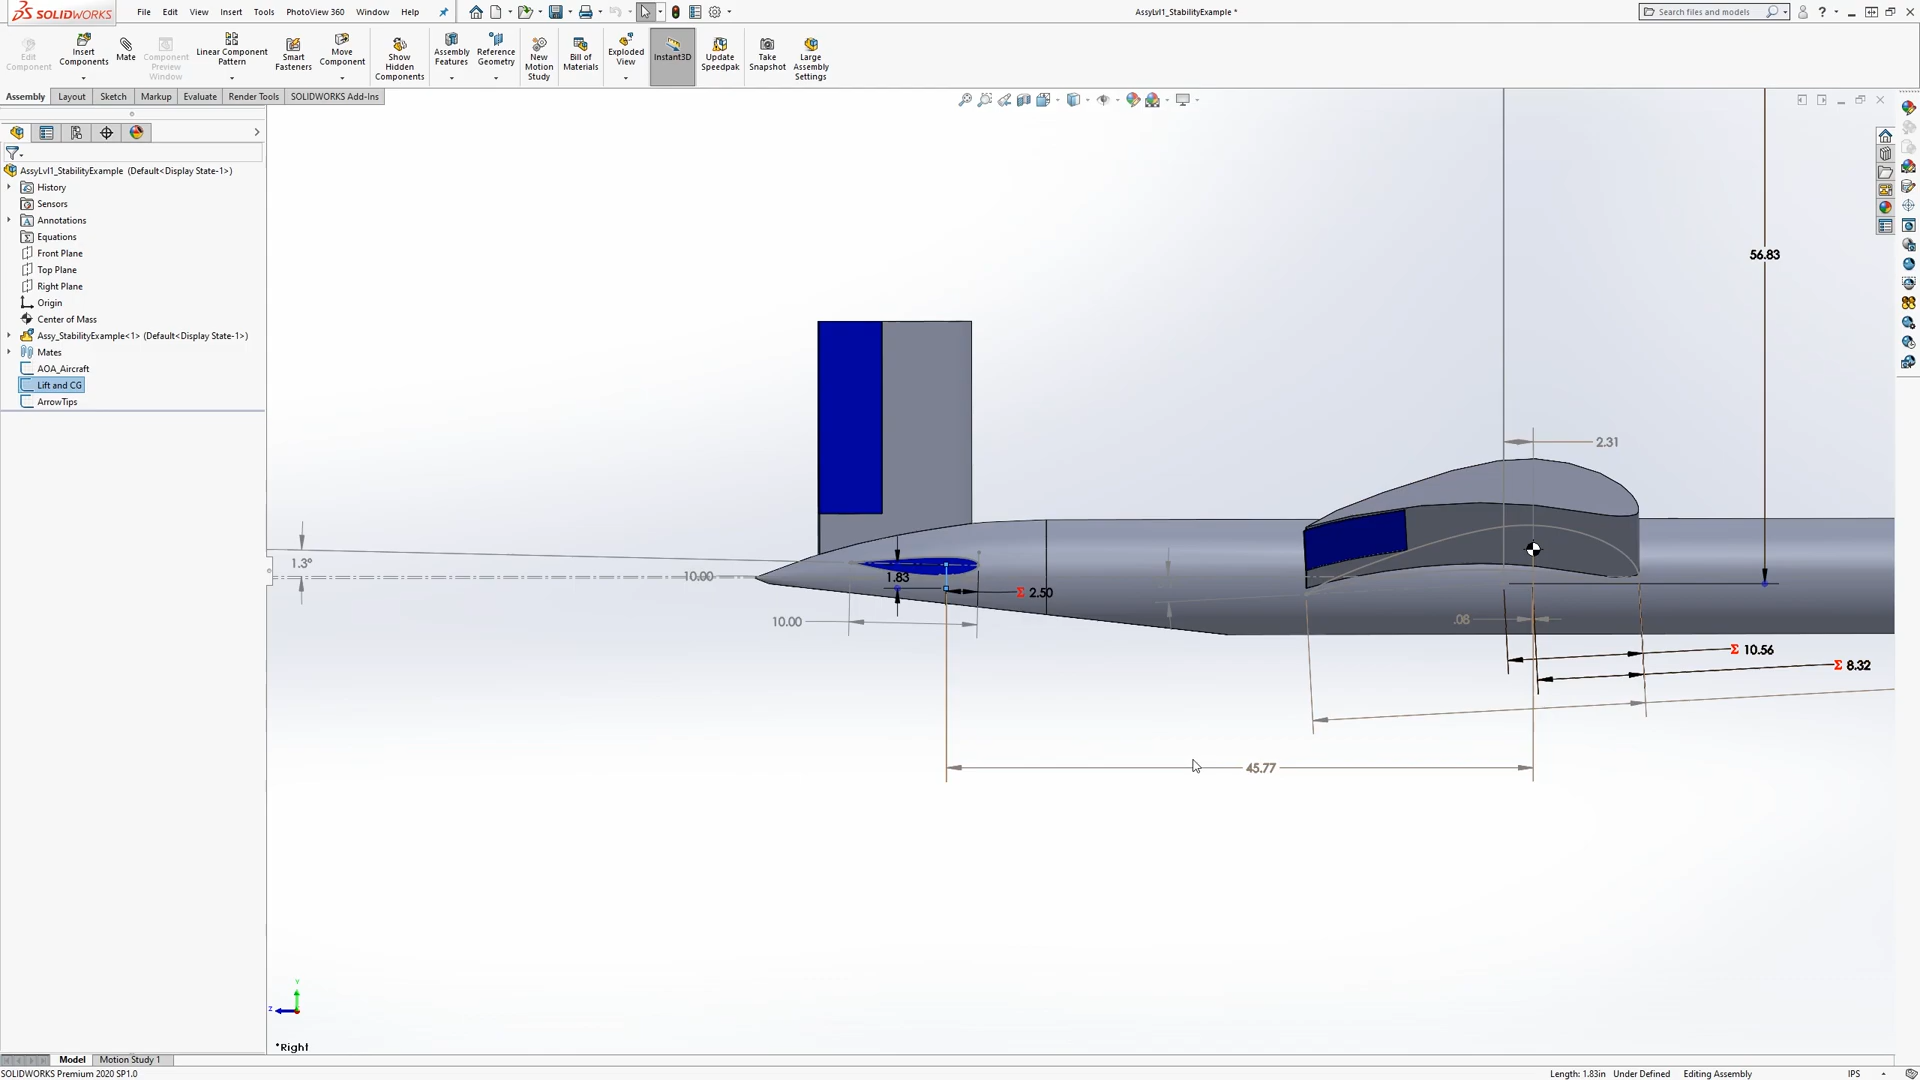 SOLIDWORKS
File
Edit
View
Insert
Tools
PhotoView 360
Window
Help
AssyLvl1_StabilityExample *
Search files and models
Edit Component
Insert Components
Mate
Component Preview Window
Linear Component Pattern
Smart Fasteners
Move Component
Show Hidden Components
Assembly Features
Reference Geometry
New Motion Study
Bill of Materials
Exploded View
Instant3D
Update Speedpak
Take Snapshot
Large Assembly Settings
Assembly
Layout
Sketch
Markup
Evaluate
Render Tools
SOLIDWORKS Add-Ins
AssyLvl1_StabilityExample (Default<Display State-1>)
History
Sensors
Annotations
Equations
Front Plane
Top Plane
Right Plane
Origin
Center of Mass
Assy_StabilityExample<1> (Default<Display State-1>)
Mates
AOA_Aircraft
Lift and CG
ArrowTips
56.83
2.31
1.3°
10.00
1.83
Σ 2.50
10.00
.08
Σ 10.56
Σ 8.32
45.77
Y
Z
*Right
Model
Motion Study 1
SOLIDWORKS Premium 2020 SP1.0
Length: 1.83in
Under Defined
Editing Assembly
IPS